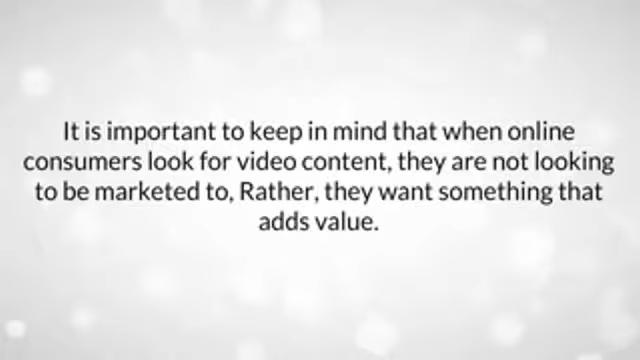 It is important to keep in mind that when online
consumers look for video content, they are not looking
to be marketed to, Rather, they want something that
adds value.